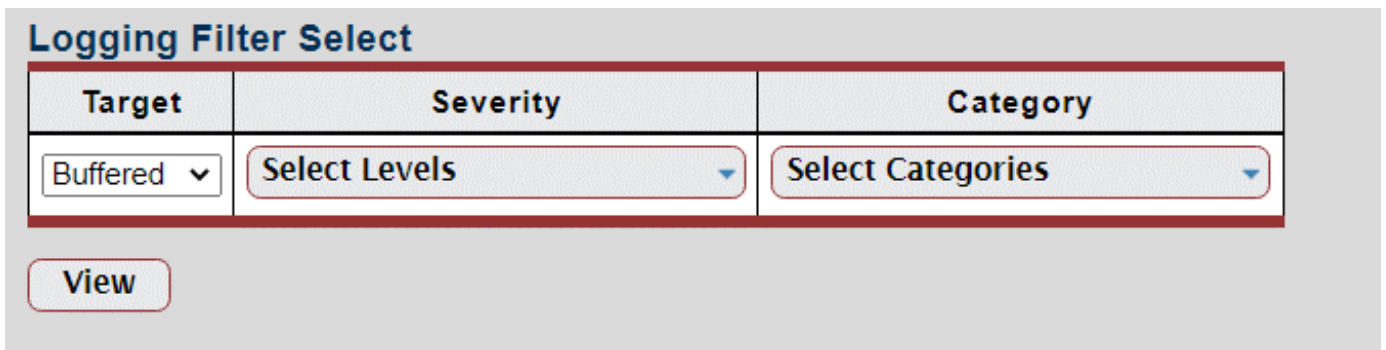 Logging Filter Select
Target Severity Category
Buffered Select Levels Select Categories
View